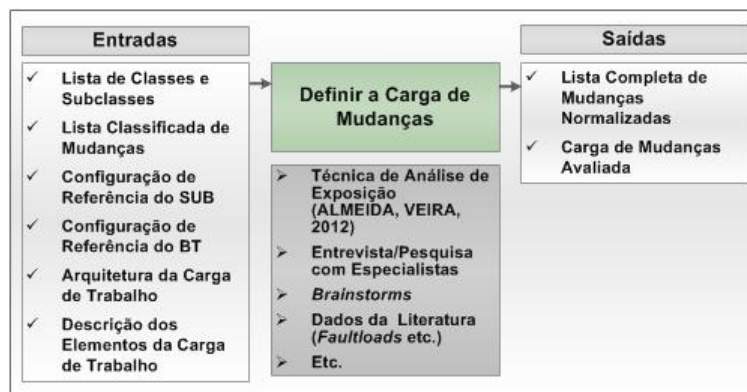 Entradas
Lista de Classes e
Subclasses
Lista Classificada de
Mudanças
Configuração de
Referência do SUB
Configuração de
Referência do BT
Arquitetura da Carga
de Trabalho
Descrição dos
Elementos da Carga
de Trabalho
Definir a Carga de
Mudanças
Técnica de Análise de
Exposição
(ALMEIDA, VEIRA,
2012)
Entrevista/Pesquisa
com Especialistas
Brainstorms
Dados da Literatura
(Faultloads etc.)
Etc.
Saídas
Lista Completa de
Mudanças
Normalizadas
Carga de Mudanças
Avaliada